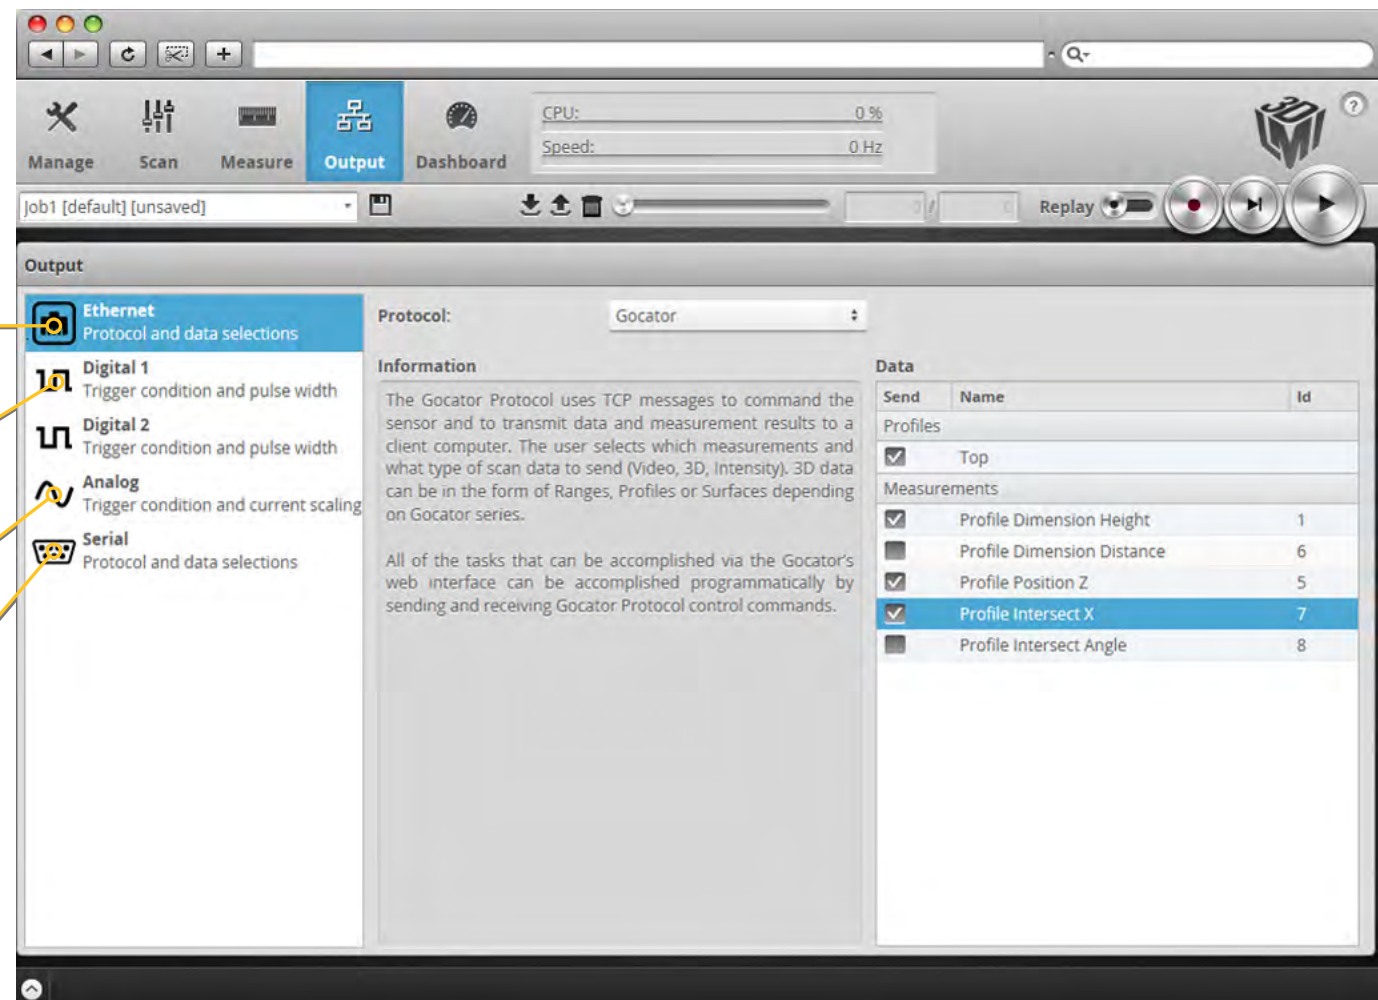 CPU: 0 %
Speed: 0 Hz
Manage Scan Measure Output Dashboard
Job1 [default] [unsaved]
0 / 0 Replay
Output
Ethernet
Protocol and data selections
Digital 1
Trigger condition and pulse width
Digital 2
Trigger condition and pulse width
Analog
Trigger condition and current scaling
Serial
Protocol and data selections
Protocol: Gocator
Information
The Gocator Protocol uses TCP messages to command the
sensor and to transmit data and measurement results to a
client computer. The user selects which measurements and
what type of scan data to send (Video, 3D, Intensity). 3D data
can be in the form of Ranges, Profiles or Surfaces depending
on Gocator series.
All of the tasks that can be accomplished via the Gocator's
web interface can be accomplished programmatically by
sending and receiving Gocator Protocol control commands.
Data
Send Name Id
Profiles
Top
Measurements
Profile Dimension Height 1
Profile Dimension Distance 6
Profile Position Z 5
Profile Intersect X 7
Profile Intersect Angle 8